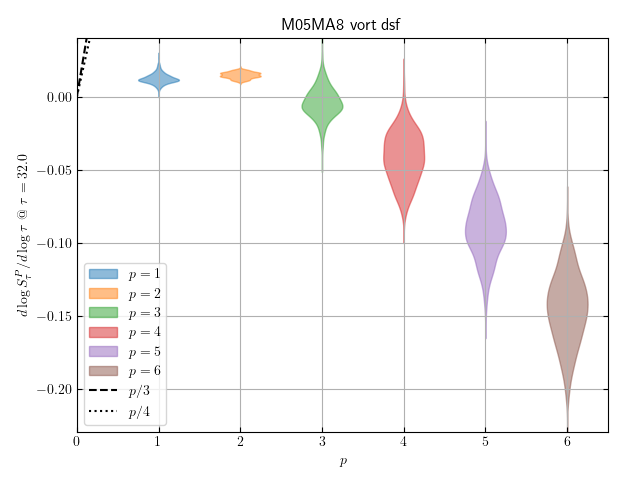 M05MA8 vort dsf
d log S_τ^P / d log τ @ τ = 32.0
0.00
−0.05
−0.10
−0.15
−0.20
p = 1
p = 2
p = 3
p = 4
p = 5
p = 6
p/3
p/4
0 1 2 3 4 5 6
p